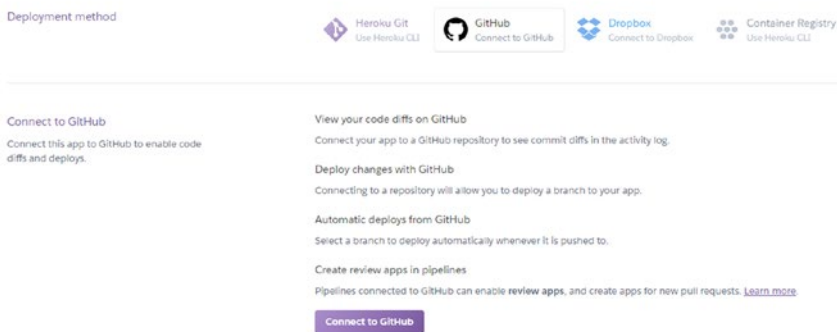 Deployment method
Heroku Git
Use Heroku CLI
GitHub
Connect to GitHub
Dropbox
Connect to Dropbox
Container Registry
Use Heroku CLI
Connect to GitHub
Connect this app to GitHub to enable code
diffs and deploys.
View your code diffs on GitHub
Connect your app to a GitHub repository to see commit diffs in the activity log.
Deploy changes with GitHub
Connecting to a repository will allow you to deploy a branch to your app.
Automatic deploys from GitHub
Select a branch to deploy automatically whenever it is pushed to.
Create review apps in pipelines
Pipelines connected to GitHub can enable review apps, and create apps for new pull requests. Learn more.
Connect to GitHub